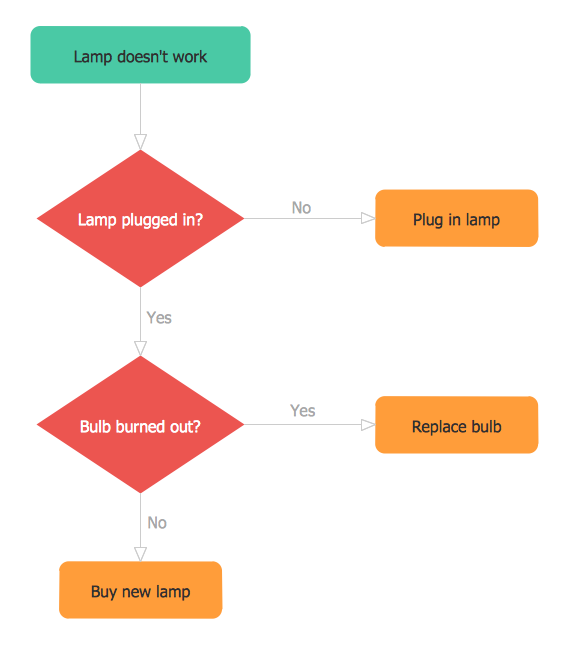 Lamp doesn't work
Lamp plugged in?
No
Plug in lamp
Yes
Bulb burned out?
Yes
Replace bulb
No
Buy new lamp